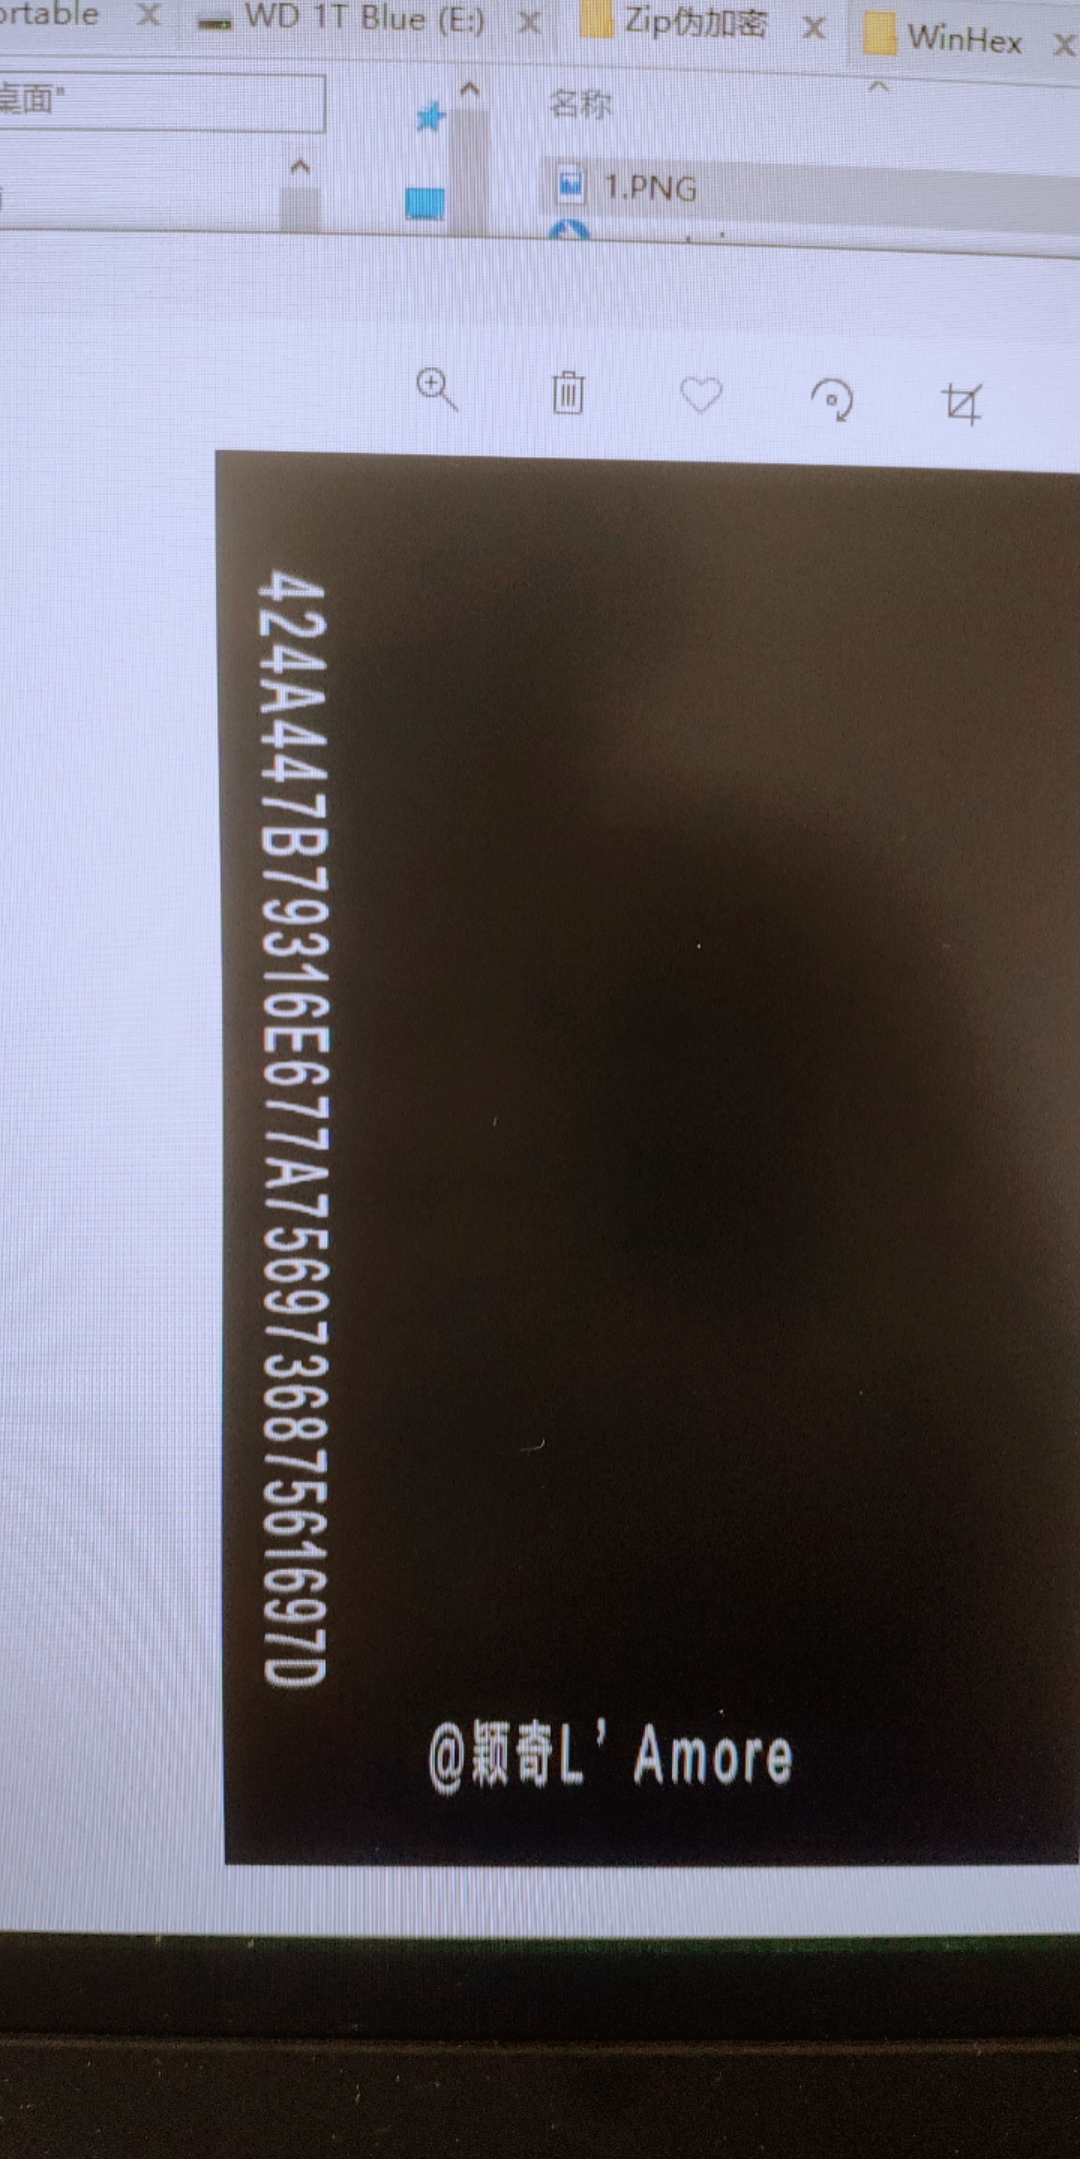 ortable
WD 1T Blue (E:)
Zip伪加密
WinHex
桌面"
名称
1.PNG
424A447B79316E677A756973687561697D
@颖奇L'Amore